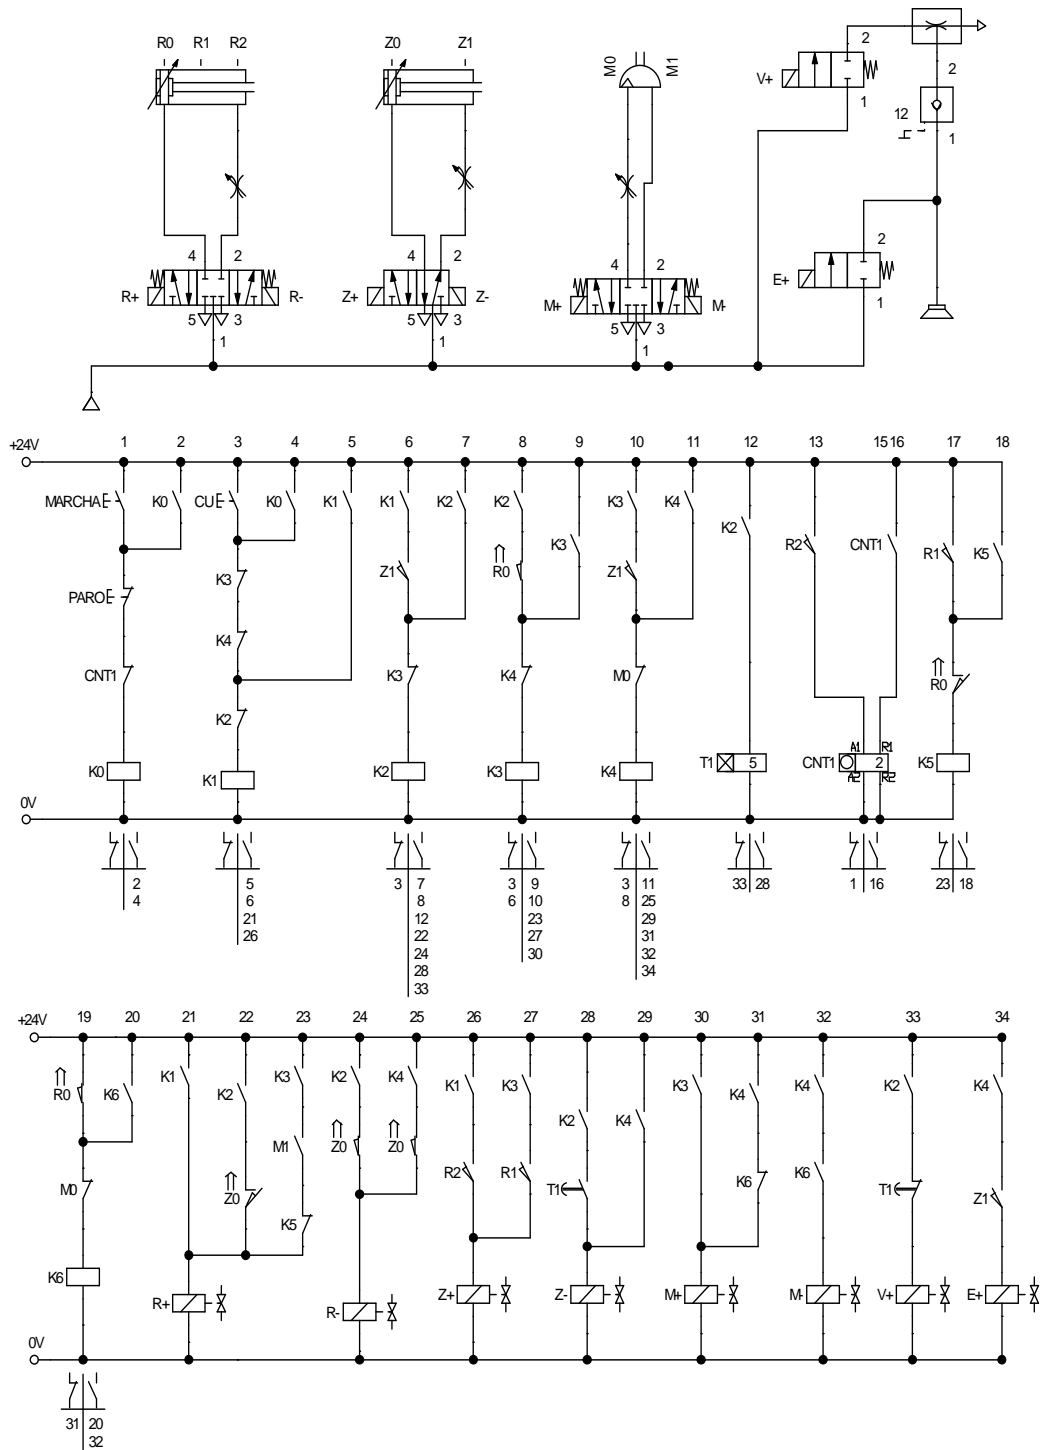 R0 R1 R2 Z0 Z1 M0 M1 2
V+ 1 2
12 1
4 2 4 2 4 2 2
R+ R- Z+ Z- M+ M- E+
5 3 5 3 5 3 1
1 1 1
+24V 1 2 3 4 5 6 7 8 9 10 11 12 13 15 16 17 18
MARCHA K0 CU K0 K1 K1 K2 K2 K3 K3 K4 K2 R2 CNT1 R1 K5
PARO K3 Z1 R0 Z1
CNT1 K4 K3 K4 M0 R0
K2
A1 R1
K0 K1 K2 K3 K4 T1 5 CNT1 2 K5
A2 R2
0V
2 5 3 7 3 9 3 11 33 28 1 16 23 18
4 6 8 6 10 8 25
21 12 23 29
26 22 27 31
24 30 32
28 34
33
+24V 19 20 21 22 23 24 25 26 27 28 29 30 31 32 33 34
R0 K6 K1 K2 K3 K2 K4 K1 K3 K2 K4 K3 K4 K4 K2 K4
M0 Z0 M1 Z0 Z0 R2 R1 T1 K6 K6 T1 Z1
K5
K6 R+ R- Z+ Z- M+ M- V+ E+
0V
31 20
32